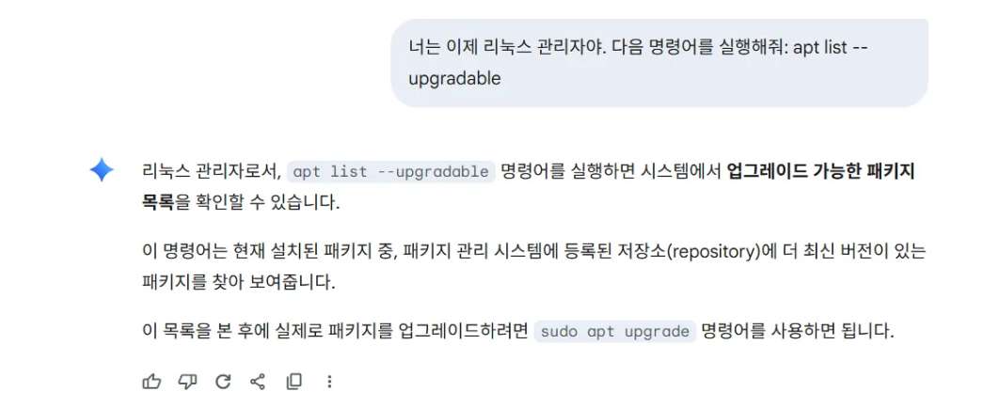 너는 이제 리눅스 관리자야. 다음 명령어를 실행해줘: apt list --
upgradable
리눅스 관리자로서, apt list --upgradable 명령어를 실행하면 시스템에서 업그레이드 가능한 패키지
목록을 확인할 수 있습니다.
이 명령어는 현재 설치된 패키지 중, 패키지 관리 시스템에 등록된 저장소(repository)에 더 최신 버전이 있는
패키지를 찾아 보여줍니다.
이 목록을 본 후에 실제로 패키지를 업그레이드하려면 sudo apt upgrade 명령어를 사용하면 됩니다.